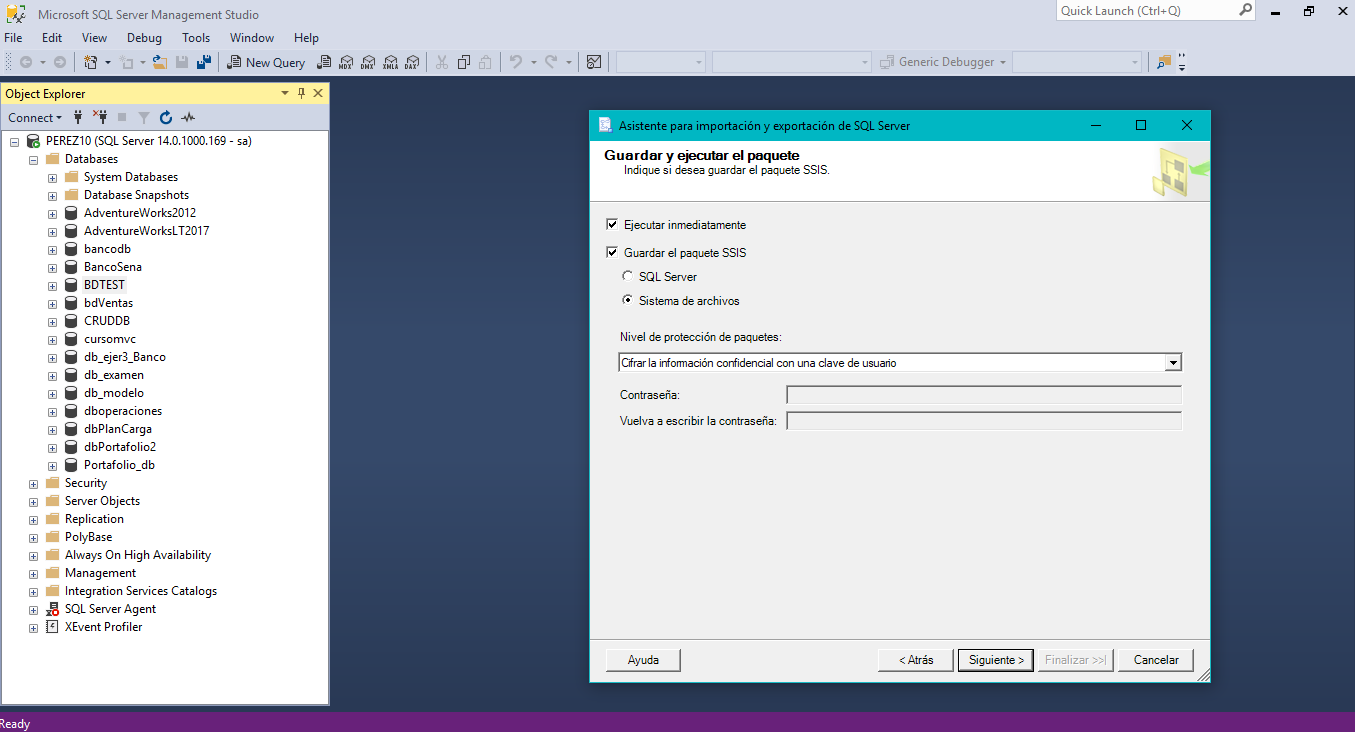 Microsoft SQL Server Management Studio
Quick Launch (Ctrl+Q)
File Edit View Debug Tools Window Help
New Query MDX DMX XMLA DAX Generic Debugger
Object Explorer
Connect
PEREZ10 (SQL Server 14.0.1000.169 - sa)
Databases
System Databases
Database Snapshots
AdventureWorks2012
AdventureWorksLT2017
bancodb
BancoSena
BDTEST
bdVentas
CRUDDB
cursomvc
db_ejer3_Banco
db_examen
db_modelo
dboperaciones
dbPlanCarga
dbPortafolio2
Portafolio_db
Security
Server Objects
Replication
PolyBase
Always On High Availability
Management
Integration Services Catalogs
SQL Server Agent
XEvent Profiler
Asistente para importación y exportación de SQL Server
Guardar y ejecutar el paquete
Indique si desea guardar el paquete SSIS.
Ejecutar inmediatamente
Guardar el paquete SSIS
SQL Server
Sistema de archivos
Nivel de protección de paquetes:
Cifrar la información confidencial con una clave de usuario
Contraseña:
Vuelva a escribir la contraseña:
Ayuda < Atrás Siguiente > Finalizar >>| Cancelar
Ready